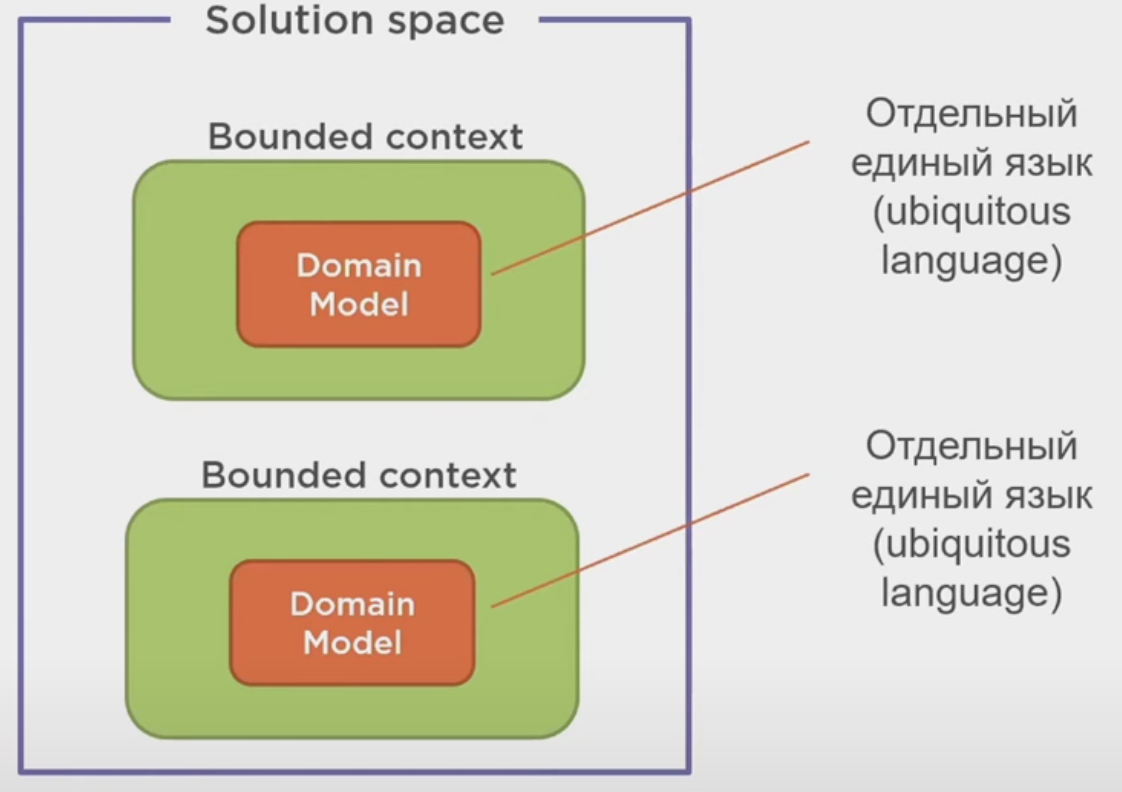 Solution space
Bounded context
Domain
Model
Отдельный
единый язык
(ubiquitous
language)
Bounded context
Domain
Model
Отдельный
единый язык
(ubiquitous
language)